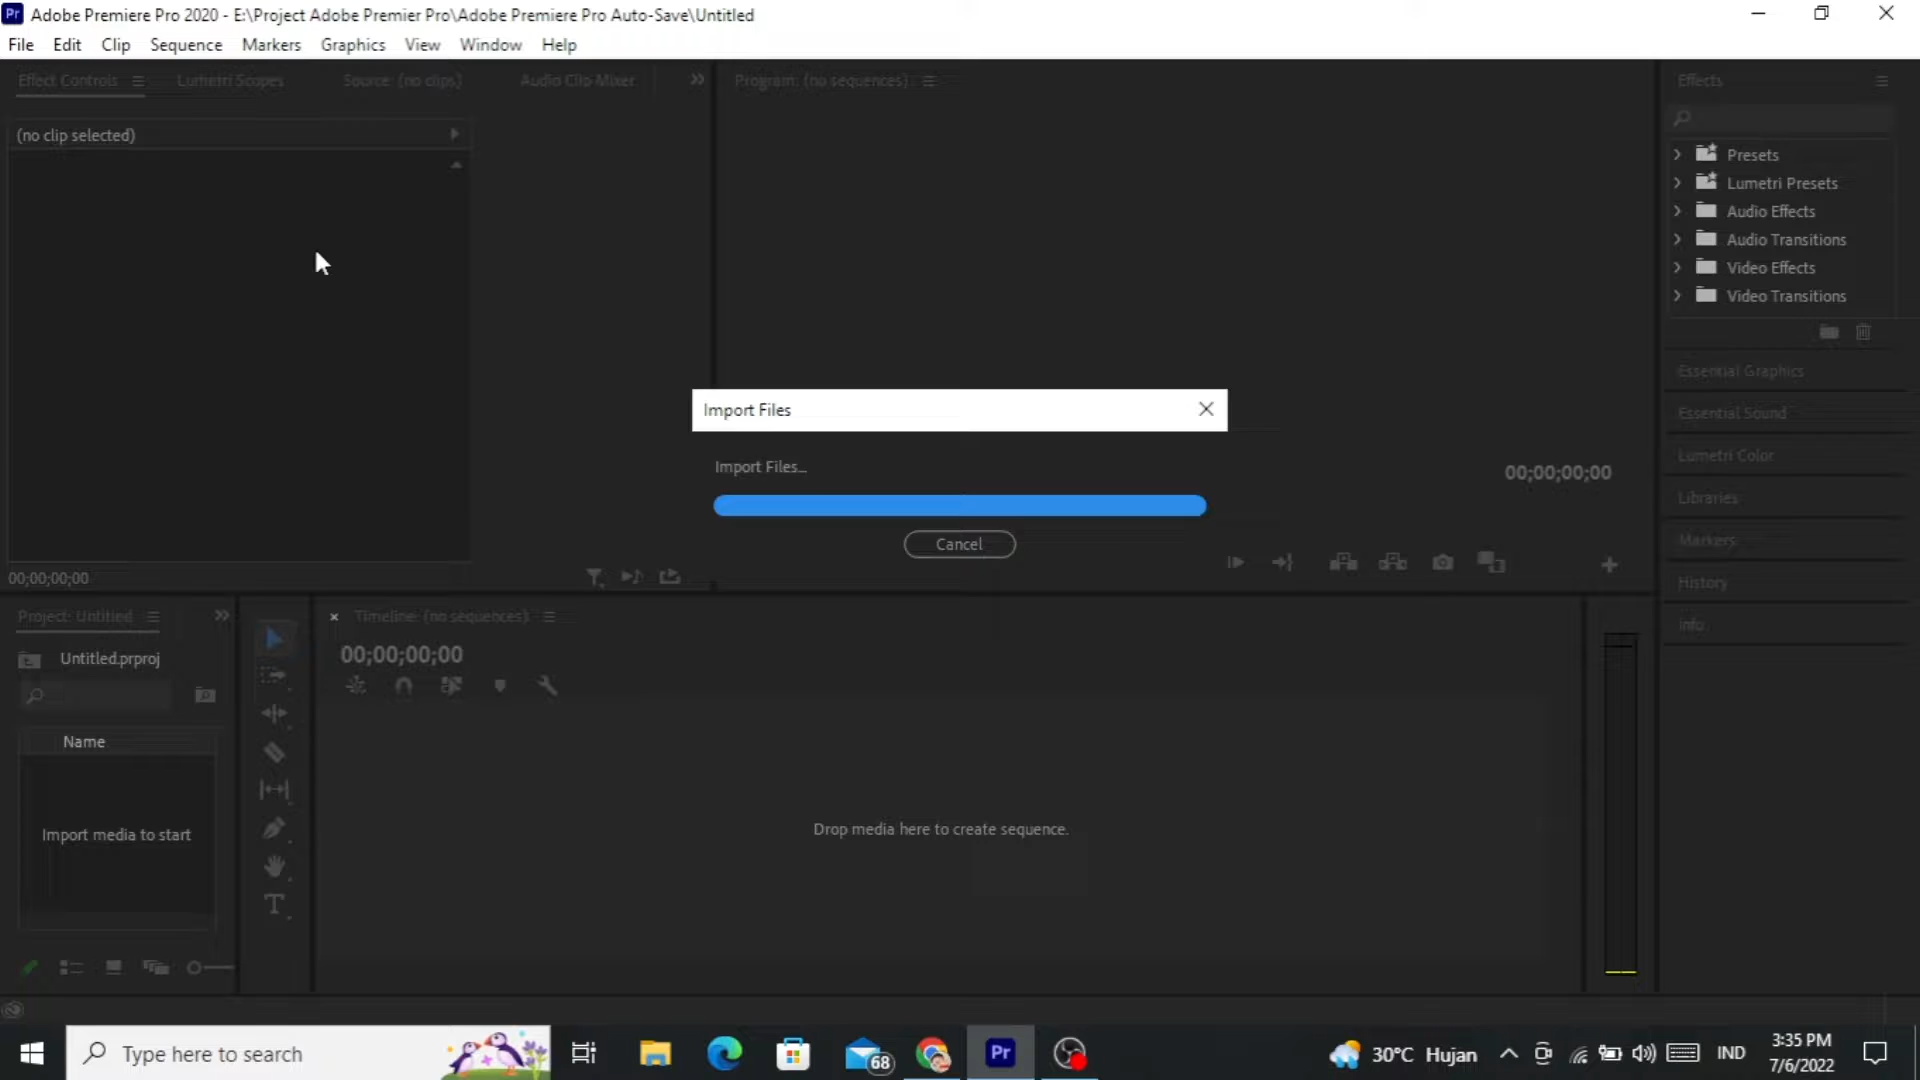 Pr Adobe Premiere Pro 2020 - E:\Project Adobe Premier Pro\Adobe Premiere Pro Auto-Save\Untitled
File Edit Clip Sequence Markers Graphics View Window Help
Effect Controls Lumetri Scopes Source: (no clips) Audio Clip Mixer Program: (no sequences) Effects
(no clip selected)
Presets
Lumetri Presets
Audio Effects
Audio Transitions
Video Effects
Video Transitions
Essential Graphics
Essential Sound
Lumetri Color
Libraries
Markers
History
Info
Import Files
Import Files...
Cancel
00;00;00;00
00;00;00;00
Project: Untitled Timeline: (no sequences)
Untitled.prproj
00;00;00;00
Name
Import media to start
Drop media here to create sequence.
T
Type here to search
68
Pr
30°C Hujan
IND
3:35 PM
7/6/2022